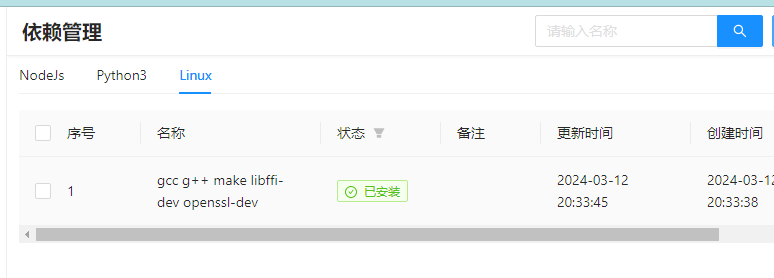 依赖管理
请输入名称
NodeJs Python3 Linux
序号 名称 状态 备注 更新时间 创建时间
1 gcc g++ make libffi-dev openssl-dev 已安装 2024-03-12 20:33:45 2024-03-12 20:33:38